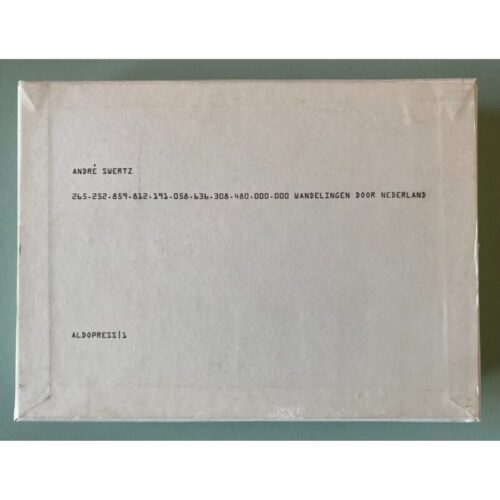 ANDRÉ SWERTZ
265.252.859.812.191.058.636.308.480.000.000 WANDELINGEN DOOR NEDERLAND
ALDOPRESS|1